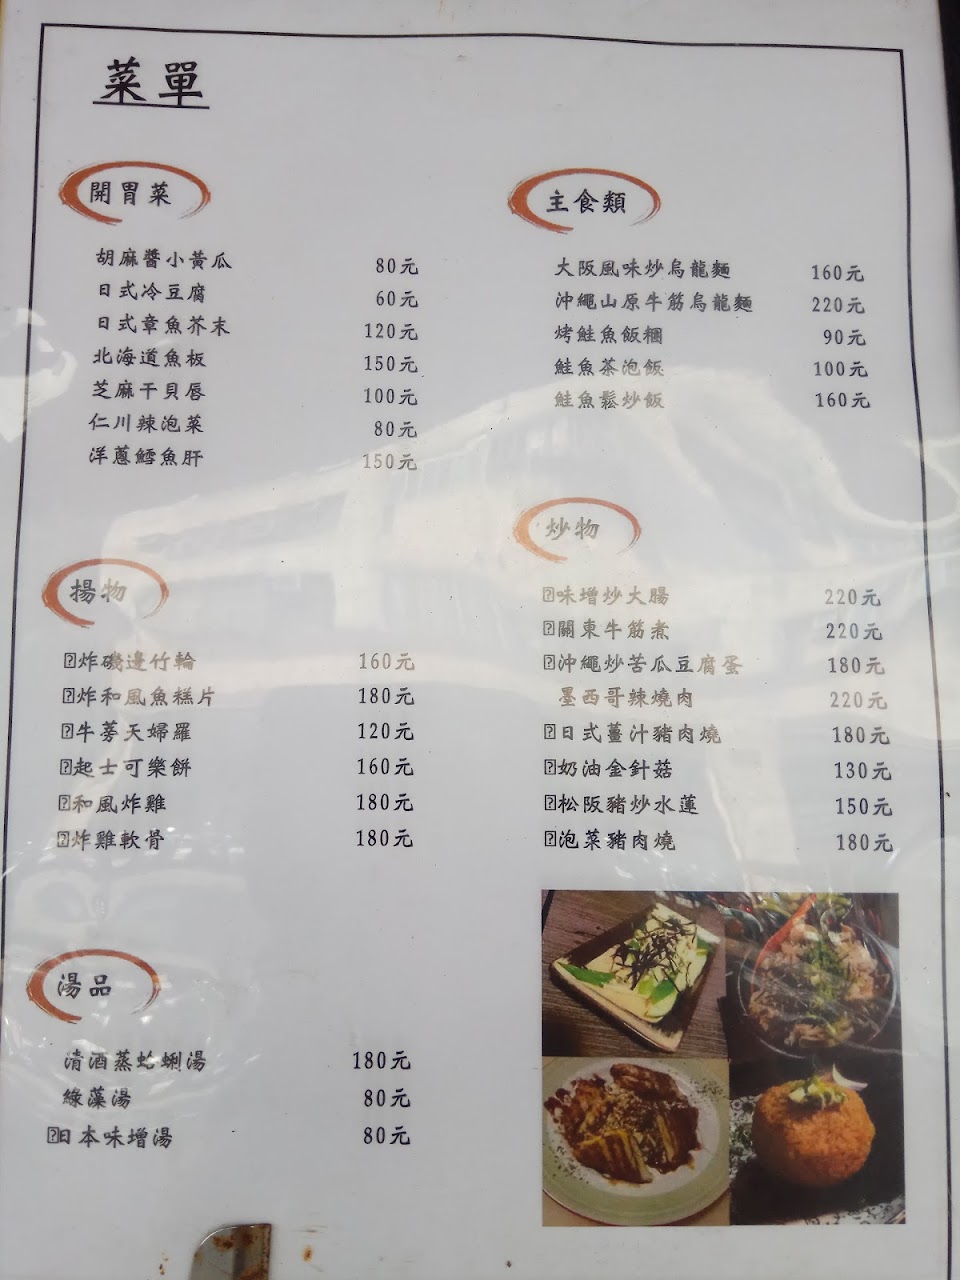 菜單
開胃菜
胡麻醬小黃瓜 80元
日式冷豆腐 60元
日式章魚芥末 120元
北海道魚板 150元
芝麻干貝唇 100元
仁川辣泡菜 80元
洋蔥鱈魚肝 150元
揚物
炸磯邊竹輪 160元
炸和風魚糕片 180元
牛蒡天婦羅 120元
起士可樂餅 160元
和風炸雞 180元
炸雞軟骨 180元
湯品
清酒蒸蛤蜊湯 180元
綠藻湯 80元
日本味增湯 80元
主食類
大阪風味炒烏龍麵 160元
沖繩山原牛筋烏龍麵 220元
烤鮭魚飯糰 90元
鮭魚茶泡飯 100元
鮭魚鬆炒飯 160元
炒物
味增炒大腸 220元
關東牛筋煮 220元
沖繩炒苦瓜豆腐蛋 180元
墨西哥辣燒肉 220元
日式薑汁豬肉燒 180元
奶油金針菇 130元
松阪豬炒水蓮 150元
泡菜豬肉燒 180元